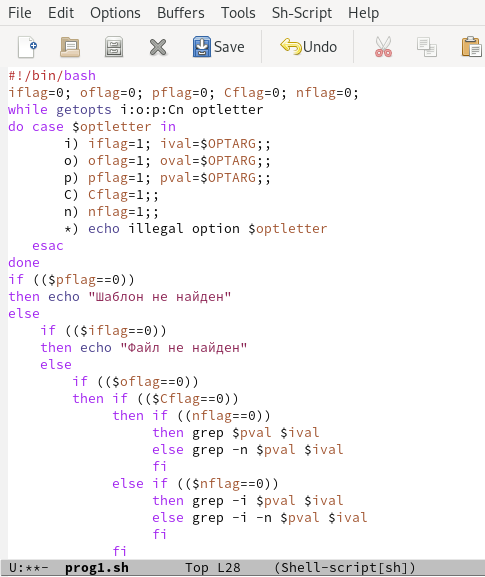 File Edit Options Buffers Tools Sh-Script Help
Save Undo
#!/bin/bash
iflag=0; oflag=0; pflag=0; Cflag=0; nflag=0;
while getopts i:o:p:Cn optletter
do case $optletter in
       i) iflag=1; ival=$OPTARG;;
       o) oflag=1; oval=$OPTARG;;
       p) pflag=1; pval=$OPTARG;;
       C) Cflag=1;;
       n) nflag=1;;
       *) echo illegal option $optletter
   esac
done
if (($pflag==0))
then echo "Шаблон не найден"
else
    if (($iflag==0))
    then echo "Файл не найден"
    else
        if (($oflag==0))
        then if (($Cflag==0))
             then if ((nflag==0))
                  then grep $pval $ival
                  else grep -n $pval $ival
                  fi
             else if (($nflag==0))
                  then grep -i $pval $ival
                  else grep -i -n $pval $ival
                  fi
             fi
U:**- prog1.sh Top L28 (Shell-script[sh])